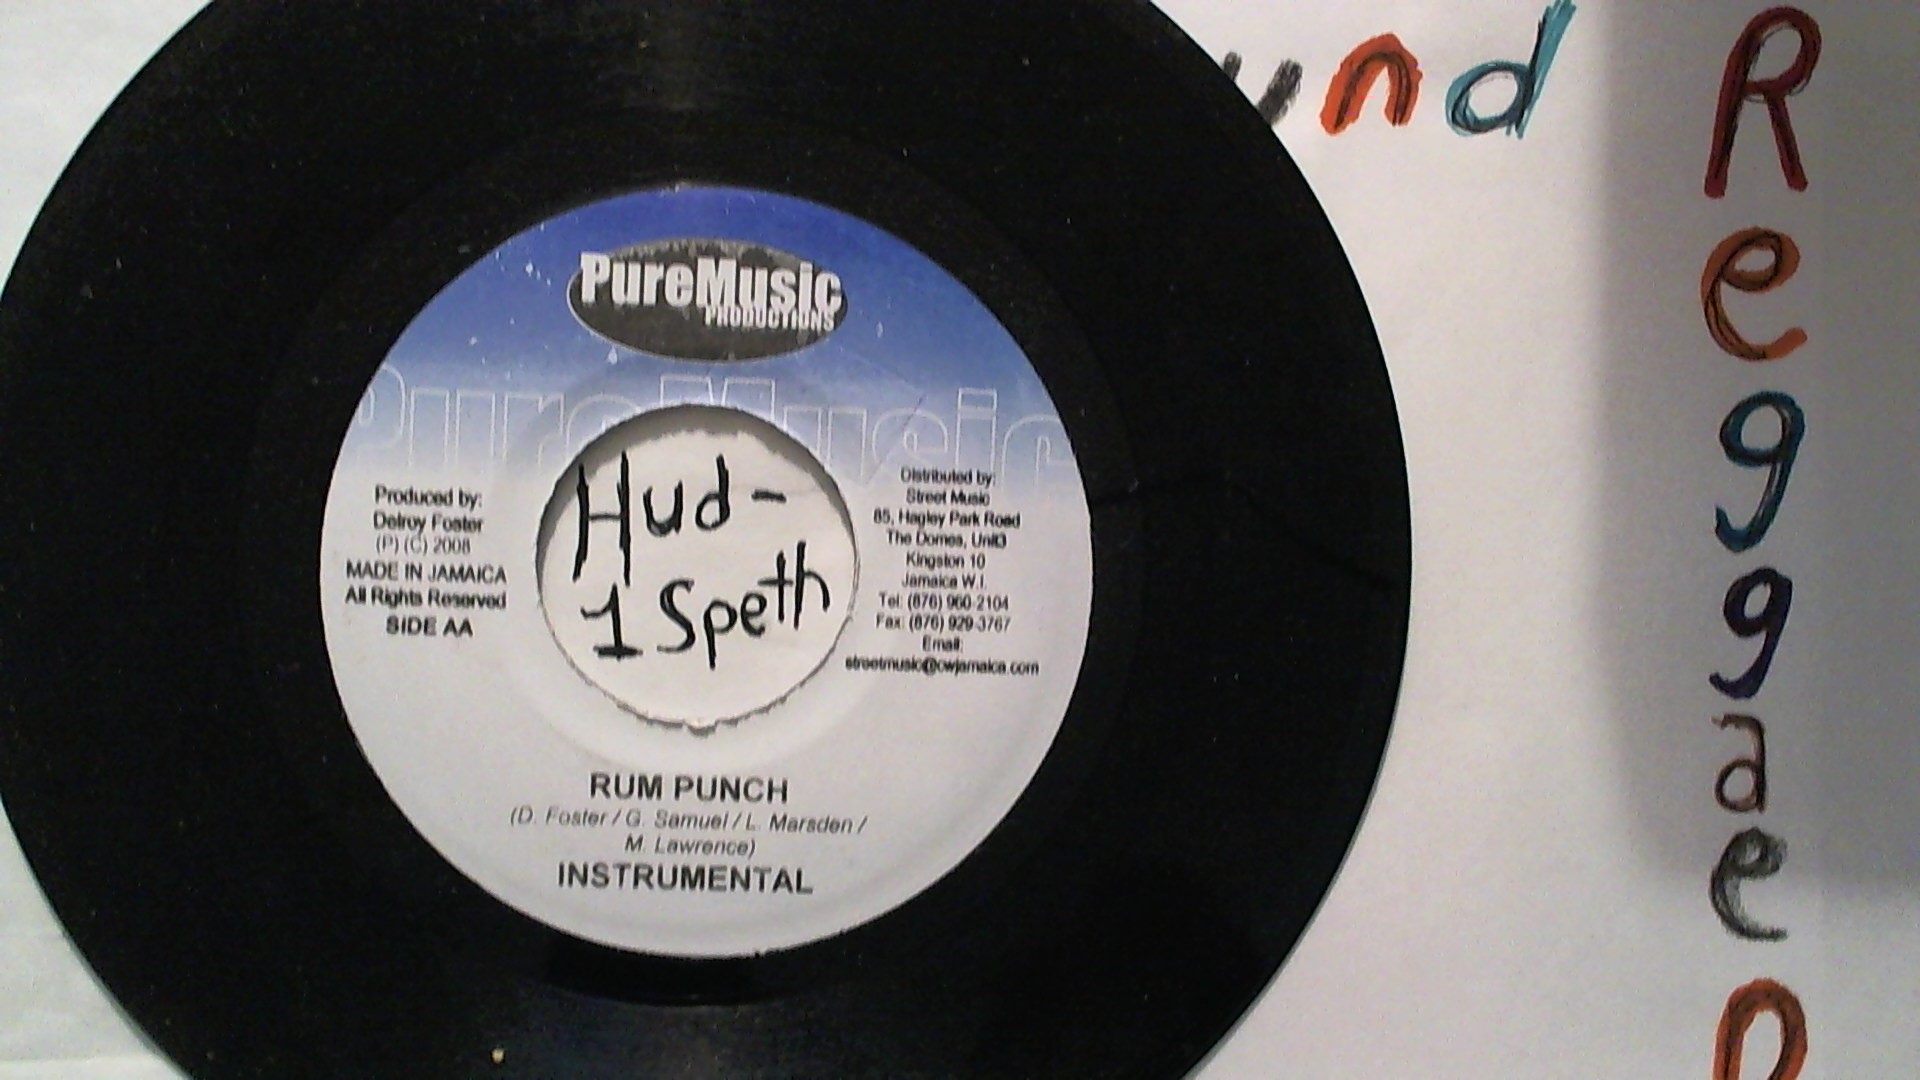 und
Reggae
PureMusic
PRODUCTIONS
PureMusic
Produced by:
Delroy Foster
(P) (C) 2008
MADE IN JAMAICA
All Rights Reserved
SIDE AA
Hud-
1 Speth
Distributed by:
Street Music
85, Hagley Park Road
The Domes, Unit3
Kingston 10
Jamaica W.I.
Tel: (876) 960-2104
Fax: (876) 929-3767
Email:
streetmusic@cwjamaica.com
RUM PUNCH
(D. Foster / G. Samuel / L. Marsden /
M. Lawrence)
INSTRUMENTAL